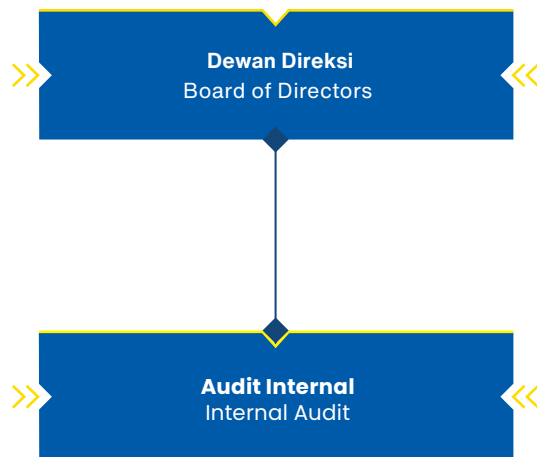 Dewan Direksi
Board of Directors
Audit Internal
Internal Audit